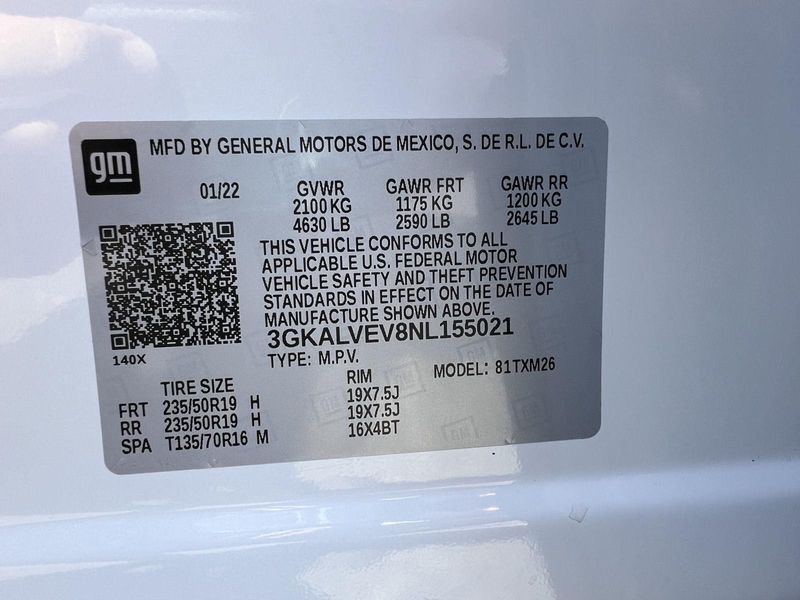 gm
MFD BY GENERAL MOTORS DE MEXICO, S. DE R.L. DE C.V.
01/22 GVWR GAWR FRT GAWR RR
2100 KG 1175 KG 1200 KG
4630 LB 2590 LB 2645 LB
THIS VEHICLE CONFORMS TO ALL
APPLICABLE U.S. FEDERAL MOTOR
VEHICLE SAFETY AND THEFT PREVENTION
STANDARDS IN EFFECT ON THE DATE OF
MANUFACTURE SHOWN ABOVE.
3GKALVEV8NL155021
140X
TYPE: M.P.V. MODEL: 81TXM26
TIRE SIZE RIM
FRT 235/50R19 H 19X7.5J
RR 235/50R19 H 19X7.5J
SPA T135/70R16 M 16X4BT